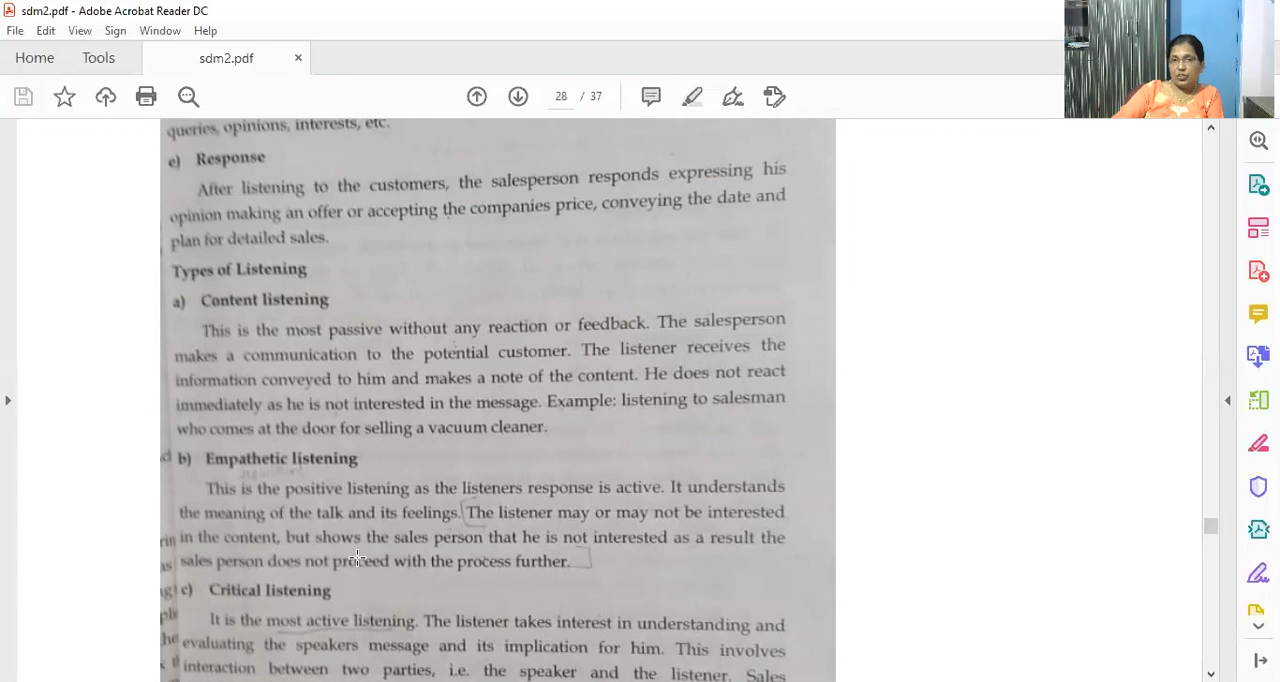 sdm2.pdf - Adobe Acrobat Reader DC
File Edit View Sign Window Help
Home Tools sdm2.pdf ×
28 / 37
queries, opinions, interests, etc.
e) Response
After listening to the customers, the salesperson responds expressing his
opinion making an offer or accepting the companies price, conveying the date and
plan for detailed sales.
Types of Listening
a) Content listening
This is the most passive without any reaction or feedback. The salesperson
makes a communication to the potential customer. The listener receives the
information conveyed to him and makes a note of the content. He does not react
immediately as he is not interested in the message. Example: listening to salesman
who comes at the door for selling a vacuum cleaner.
b) Empathetic listening
This is the positive listening as the listeners response is active. It understands
the meaning of the talk and its feelings. The listener may or may not be interested
in the content, but shows the sales person that he is not interested as a result the
sales person does not proceed with the process further.
c) Critical listening
It is the most active listening. The listener takes interest in understanding and
evaluating the speakers message and its implication for him. This involves
interaction between two parties, i.e. the speaker and the listener. Sales